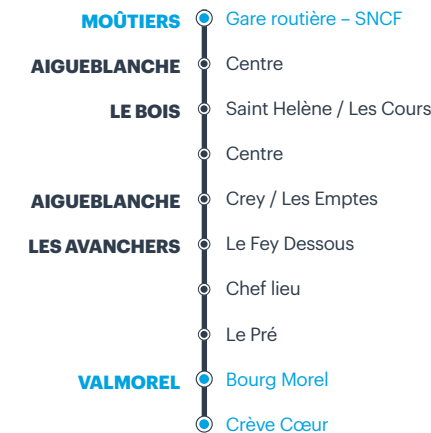 MOÛTIERS Gare routière – SNCF
AIGUEBLANCHE Centre
LE BOIS Saint Helène / Les Cours
Centre
AIGUEBLANCHE Crey / Les Emptes
LES AVANCHERS Le Fey Dessous
Chef lieu
Le Pré
VALMOREL Bourg Morel
Crève Cœur